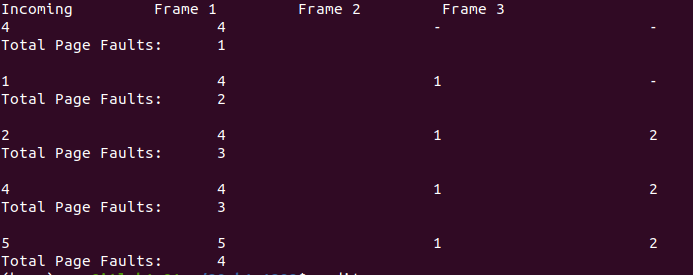 Incoming Frame 1 Frame 2 Frame 3
4 4 - -
Total Page Faults: 1
1 4 1 -
Total Page Faults: 2
2 4 1 2
Total Page Faults: 3
4 4 1 2
Total Page Faults: 3
5 5 1 2
Total Page Faults: 4